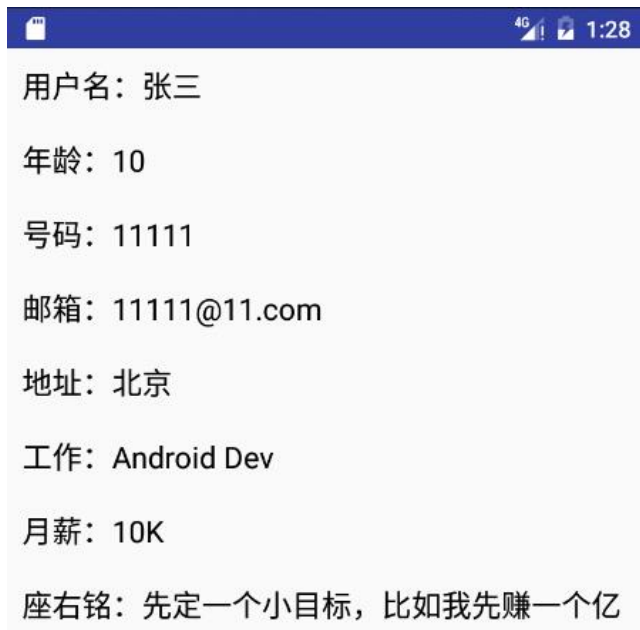 4G 1:28
用户名：张三
年龄：10
号码：11111
邮箱：11111@11.com
地址：北京
工作：Android Dev
月薪：10K
座右铭：先定一个小目标，比如我先赚一个亿